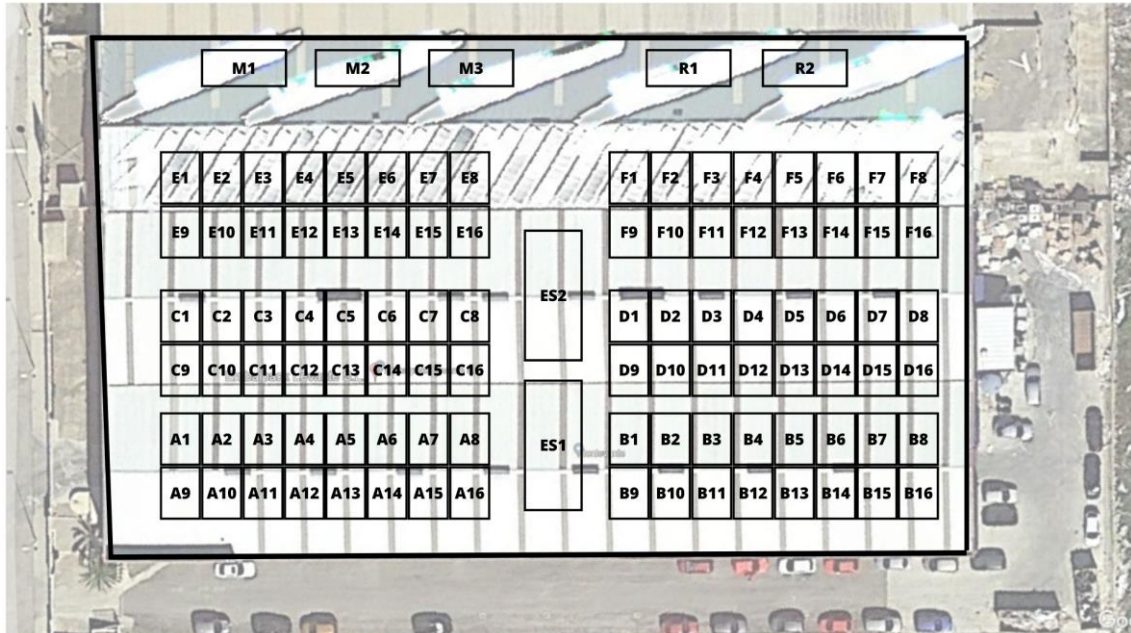 M1 M2 M3 R1 R2
E1 E2 E3 E4 E5 E6 E7 E8 F1 F2 F3 F4 F5 F6 F7 F8
E9 E10 E11 E12 E13 E14 E15 E16 F9 F10 F11 F12 F13 F14 F15 F16
ES2
C1 C2 C3 C4 C5 C6 C7 C8 D1 D2 D3 D4 D5 D6 D7 D8
C9 C10 C11 C12 C13 C14 C15 C16 D9 D10 D11 D12 D13 D14 D15 D16
A1 A2 A3 A4 A5 A6 A7 A8 ES1 B1 B2 B3 B4 B5 B6 B7 B8
A9 A10 A11 A12 A13 A14 A15 A16 B9 B10 B11 B12 B13 B14 B15 B16